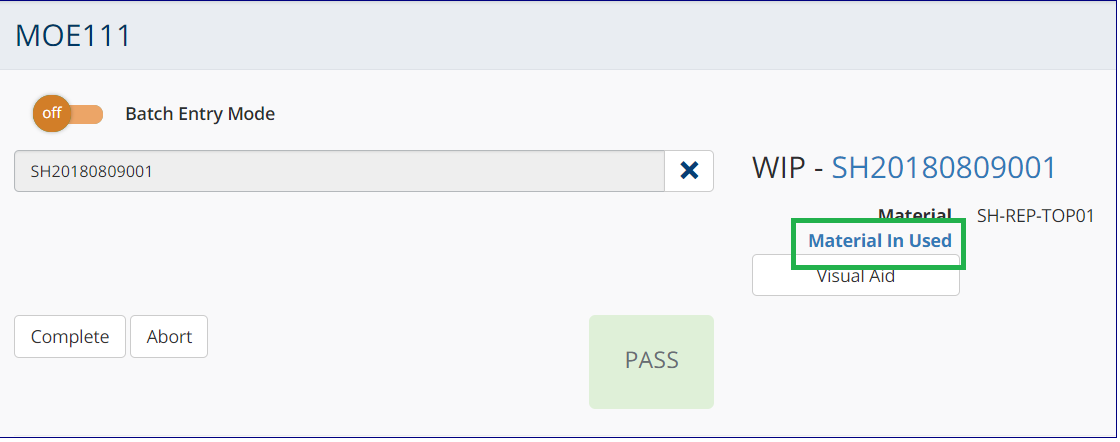 MOE111
off Batch Entry Mode
SH20180809001
WIP - SH20180809001
Material SH-REP-TOP01
Material In Used
Visual Aid
Complete Abort
PASS